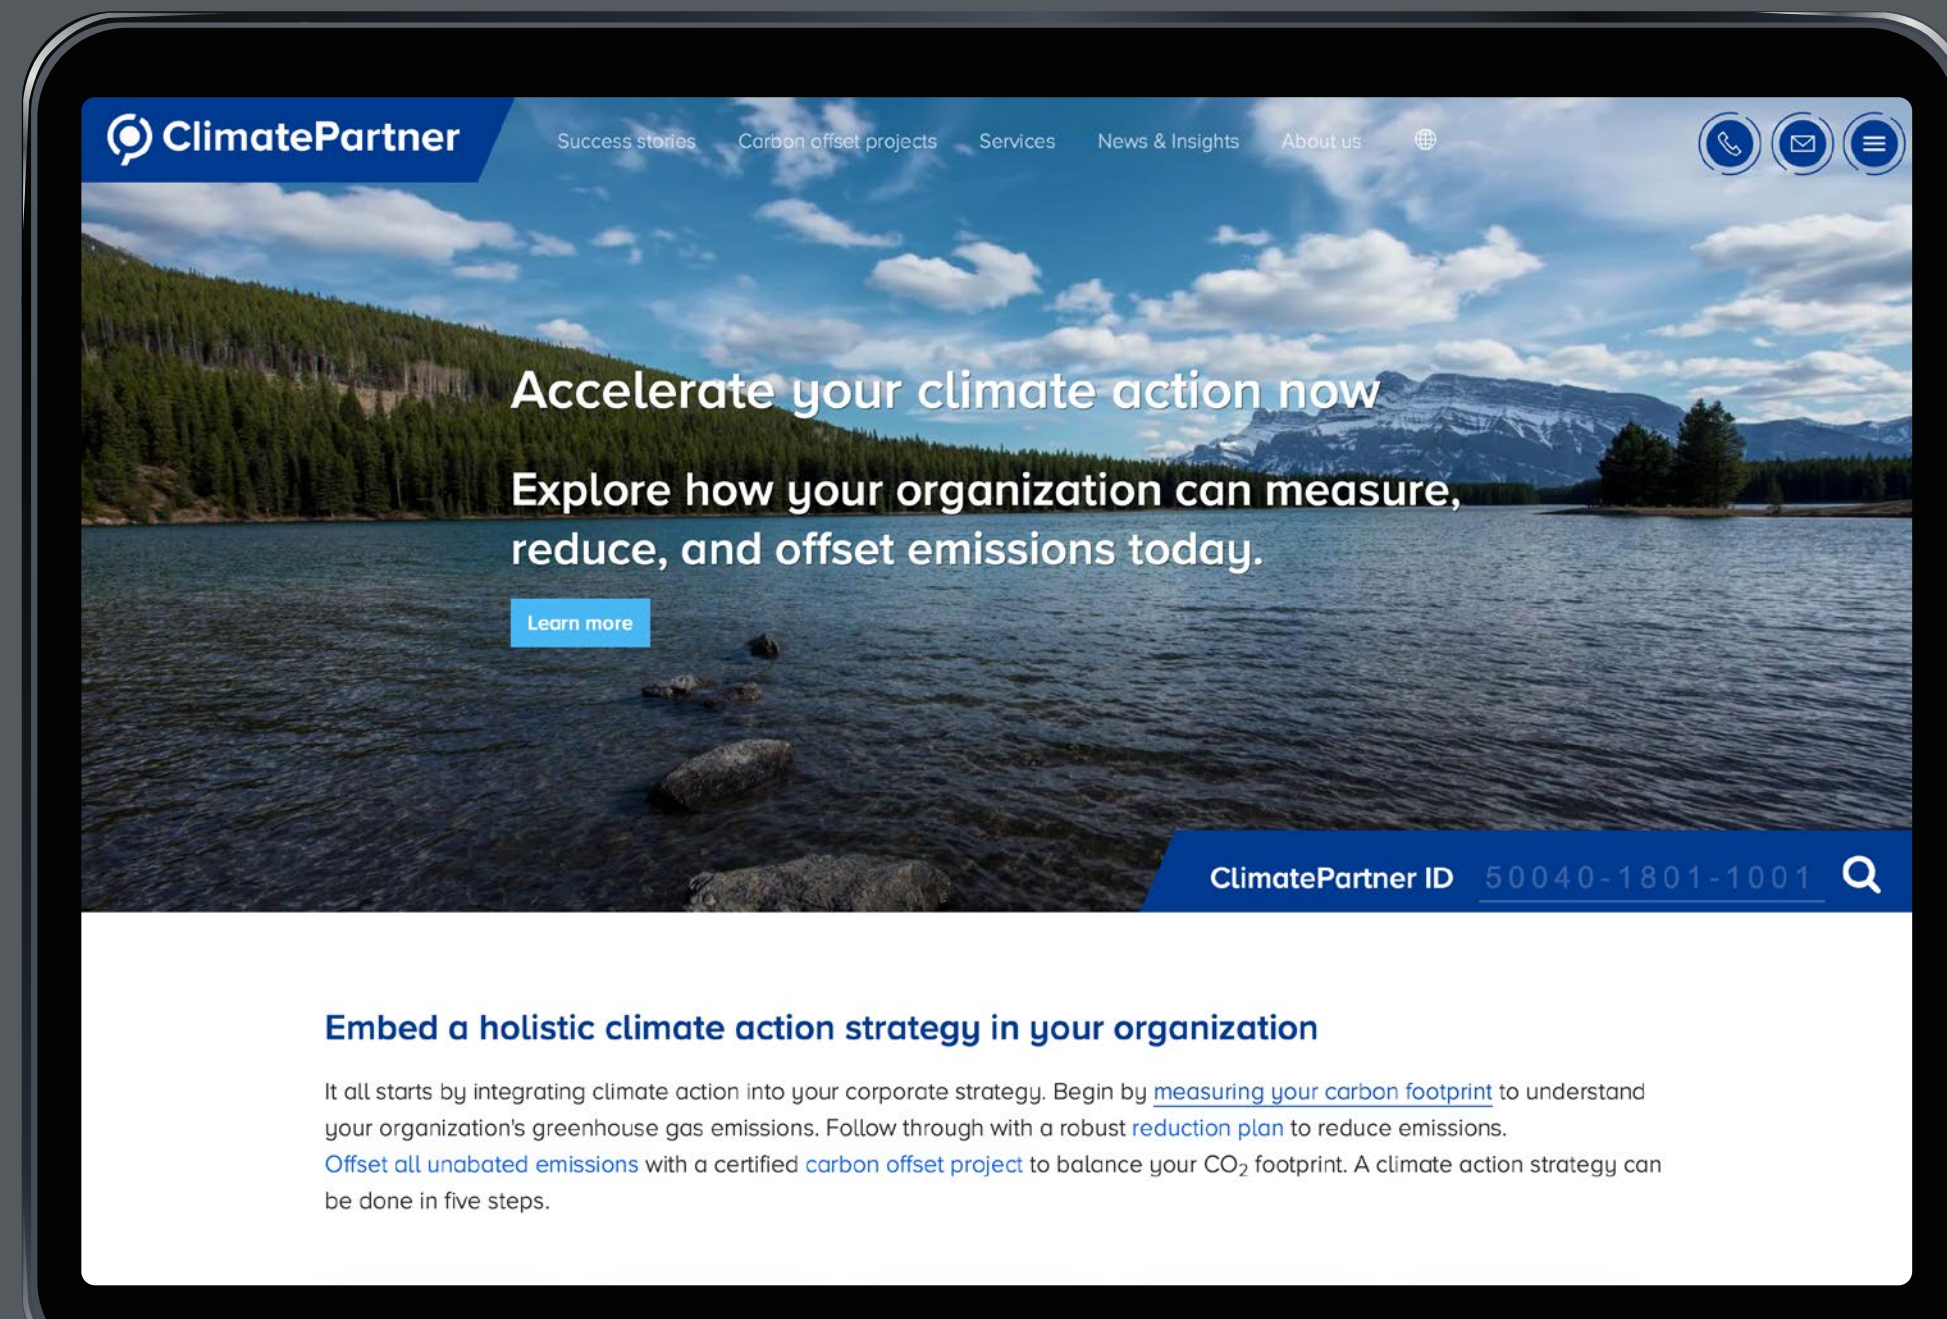 ClimatePartner
Success stories Carbon offset projects Services News & Insights About us
Accelerate your climate action now
Explore how your organization can measure,
reduce, and offset emissions today.
Learn more
ClimatePartner ID 50040-1801-1001
Embed a holistic climate action strategy in your organization
It all starts by integrating climate action into your corporate strategy. Begin by measuring your carbon footprint to understand
your organization's greenhouse gas emissions. Follow through with a robust reduction plan to reduce emissions.
Offset all unabated emissions with a certified carbon offset project to balance your CO₂ footprint. A climate action strategy can
be done in five steps.